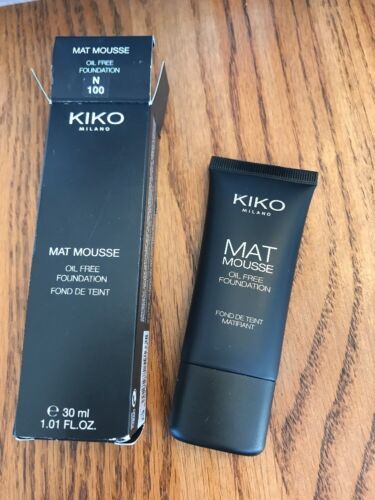 MAT MOUSSE
OIL FREE
FOUNDATION
N
100
KIKO
MILANO
MAT MOUSSE
OIL FREE
FOUNDATION
FOND DE TEINT
℮ 30 ml
1.01 FL.OZ.
KIKO
MILANO
MAT
MOUSSE
OIL FREE
FOUNDATION
FOND DE TEINT
MATIFIANT